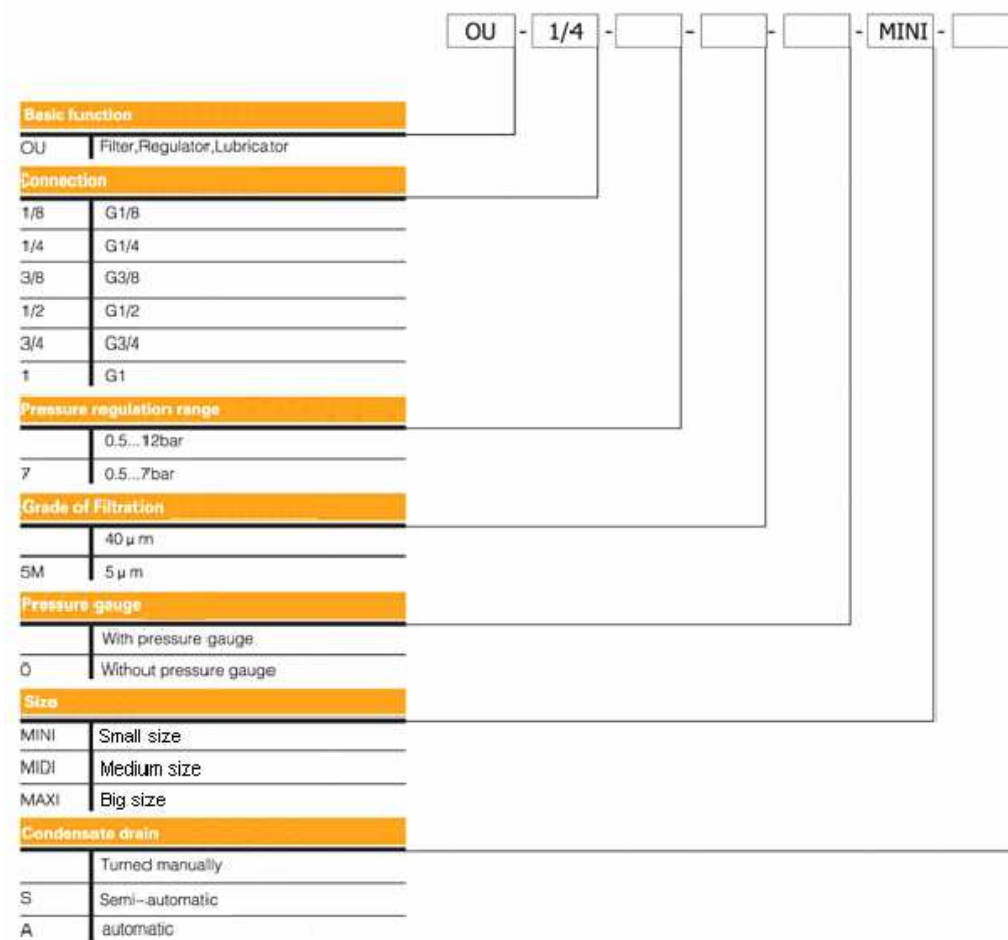 OU - 1/4 - - - - MINI -
Basic function
OU Filter,Regulator,Lubricator
Connection
1/8 G1/8
1/4 G1/4
3/8 G3/8
1/2 G1/2
3/4 G3/4
1 G1
Pressure regulation range
0.5...12bar
7 0.5...7bar
Grade of Filtration
40 μ m
5M 5 μ m
Pressure gauge
With pressure gauge
0 Without pressure gauge
Size
MINI Small size
MIDI Medium size
MAXI Big size
Condensate drain
Turned manually
S Semi-automatic
A automatic